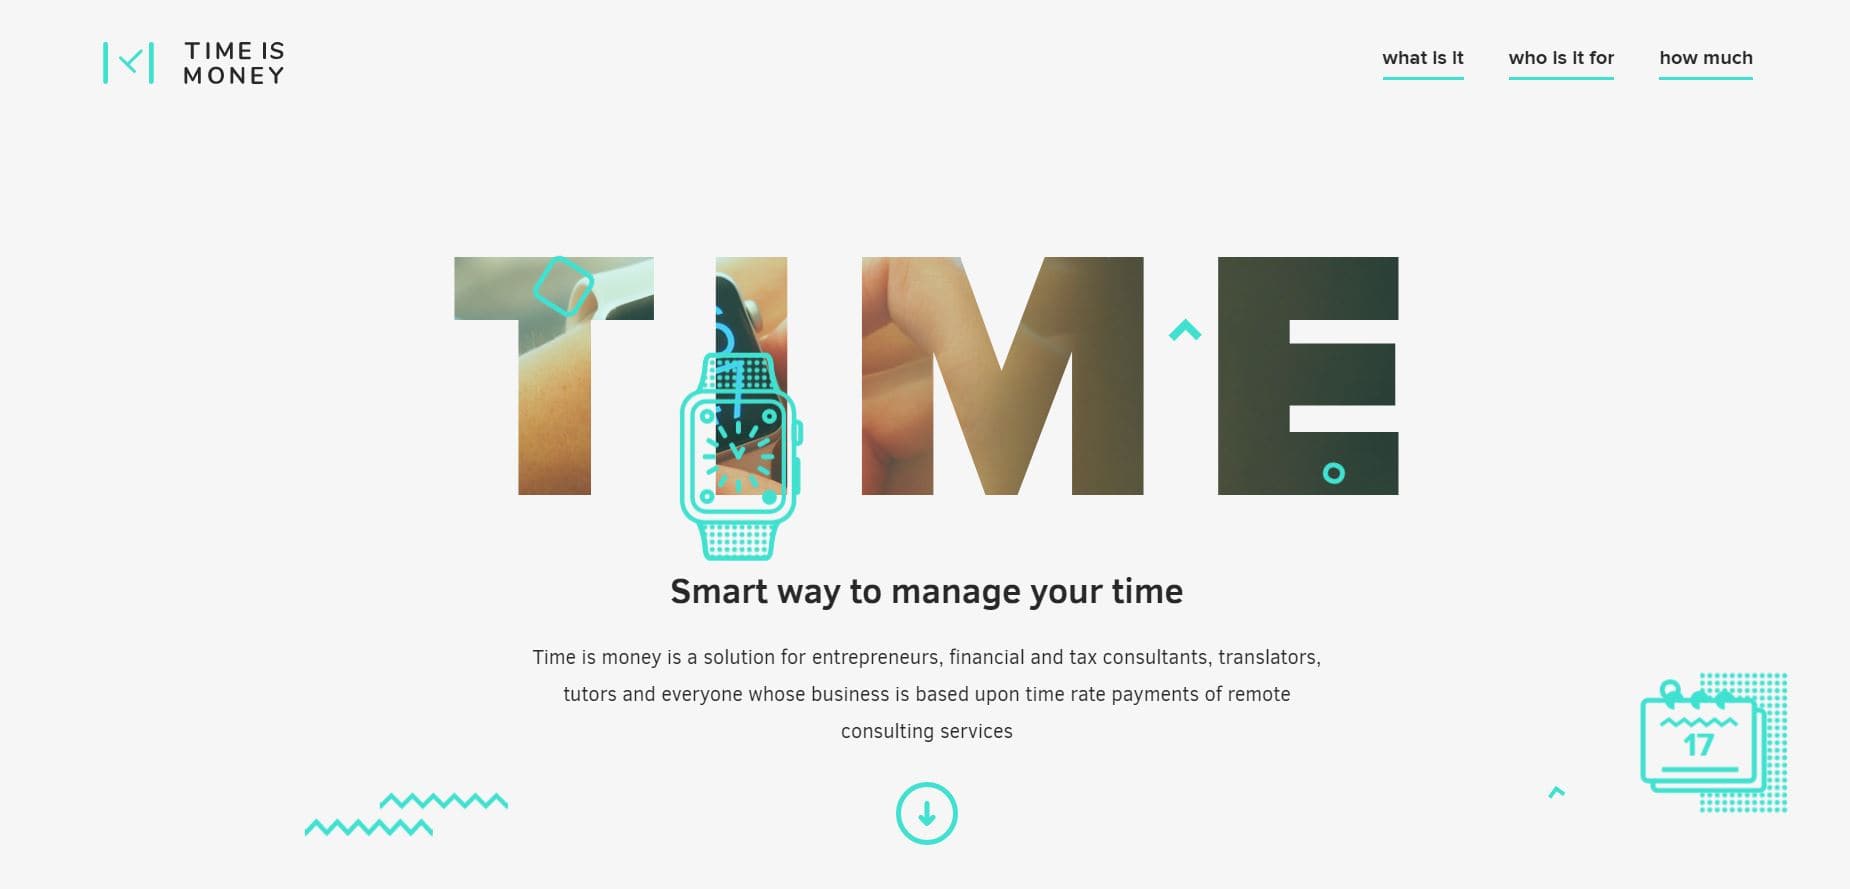 TIME IS
MONEY
what is it
who is it for
how much
TIME
Smart way to manage your time
Time is money is a solution for entrepreneurs, financial and tax consultants, translators,
tutors and everyone whose business is based upon time rate payments of remote
consulting services
17